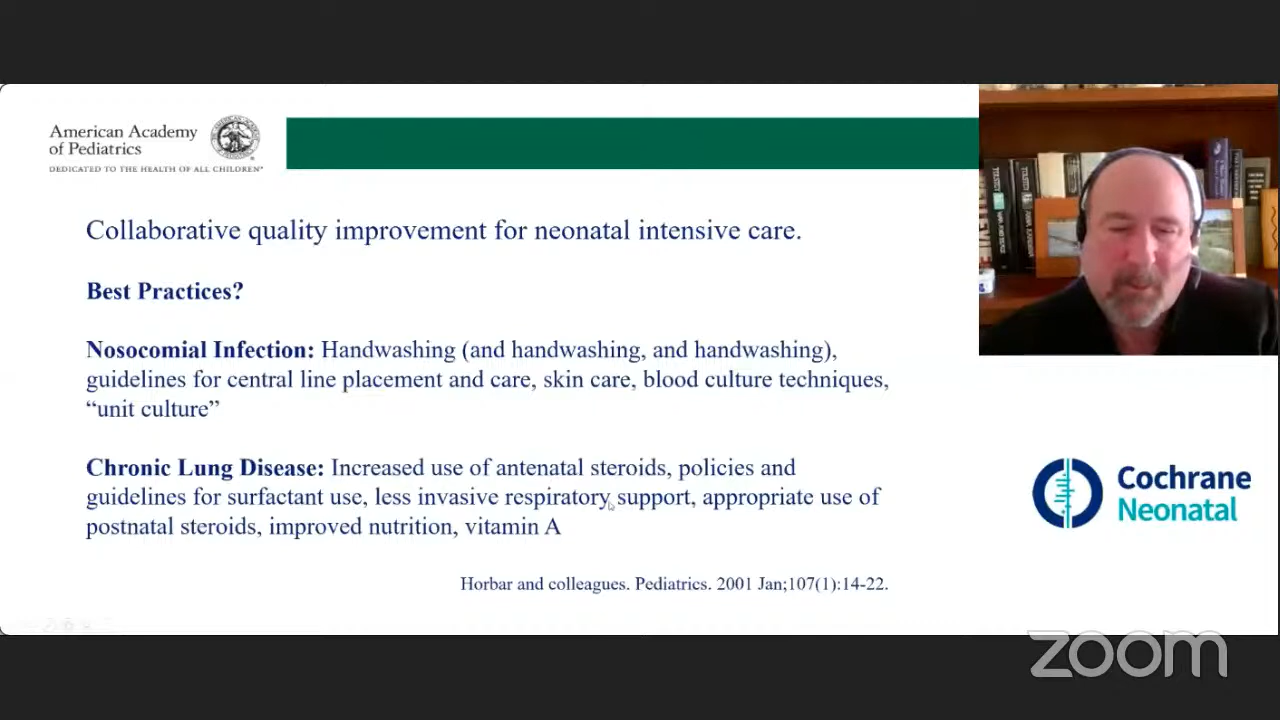 American Academy
of Pediatrics
DEDICATED TO THE HEALTH OF ALL CHILDREN®
Collaborative quality improvement for neonatal intensive care.
Best Practices?
Nosocomial Infection: Handwashing (and handwashing, and handwashing),
guidelines for central line placement and care, skin care, blood culture techniques,
“unit culture”
Chronic Lung Disease: Increased use of antenatal steroids, policies and
guidelines for surfactant use, less invasive respiratory support, appropriate use of
postnatal steroids, improved nutrition, vitamin A
Horbar and colleagues. Pediatrics. 2001 Jan;107(1):14-22.
Cochrane
Neonatal
zoom